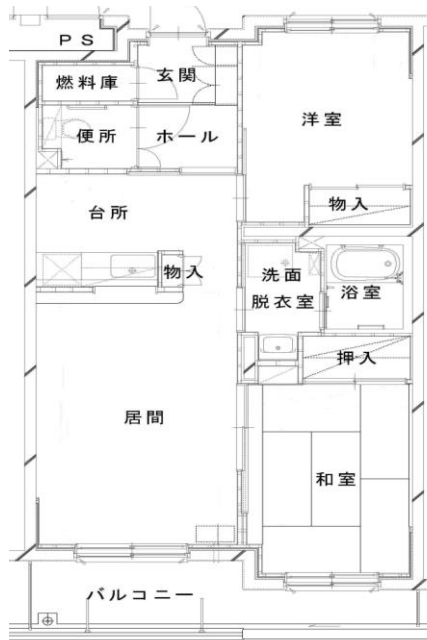 PS
燃料庫
玄関
便所
ホール
洋室
台所
物入
物入
洗面
脱衣室
浴室
押入
居間
和室
バルコニー